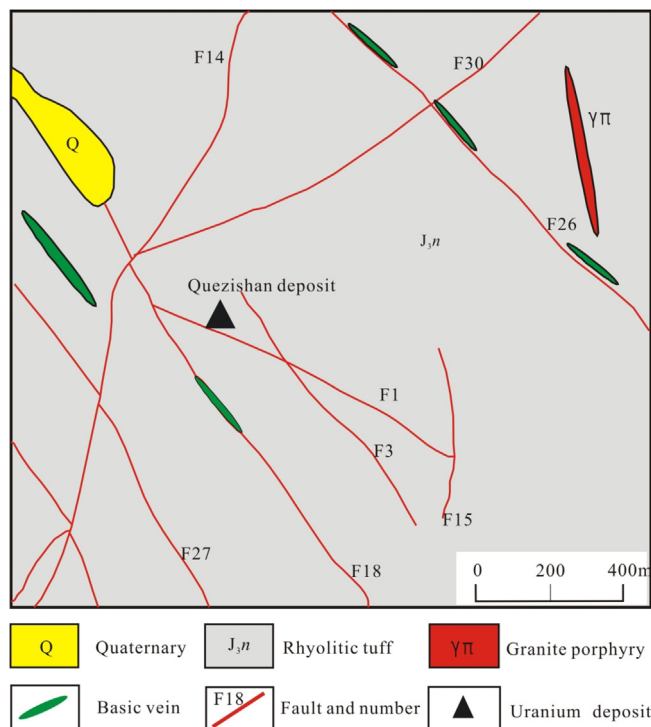 F14
F30
γπ
Q
F26
J₃n
Quezishan deposit
F1
F3
F15
F27
F18
0 200 400m
Q Quaternary J₃n Rhyolitic tuff γπ Granite porphyry
Basic vein F18 Fault and number Uranium deposit